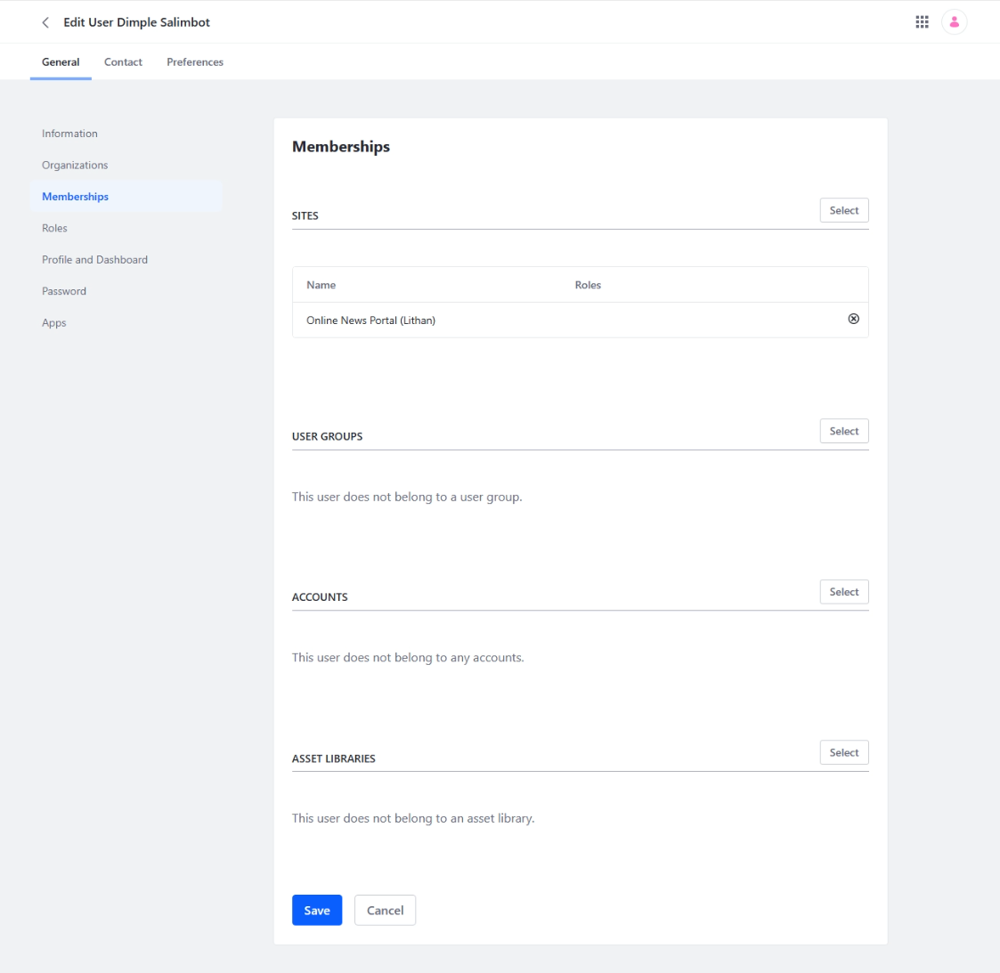 Edit User Dimple Salimbot
General Contact Preferences
Information
Organizations
Memberships
Roles
Profile and Dashboard
Password
Apps
Memberships
SITES Select
Name Roles
Online News Portal (Lithan)
USER GROUPS Select
This user does not belong to a user group.
ACCOUNTS Select
This user does not belong to any accounts.
ASSET LIBRARIES Select
This user does not belong to an asset library.
Save Cancel